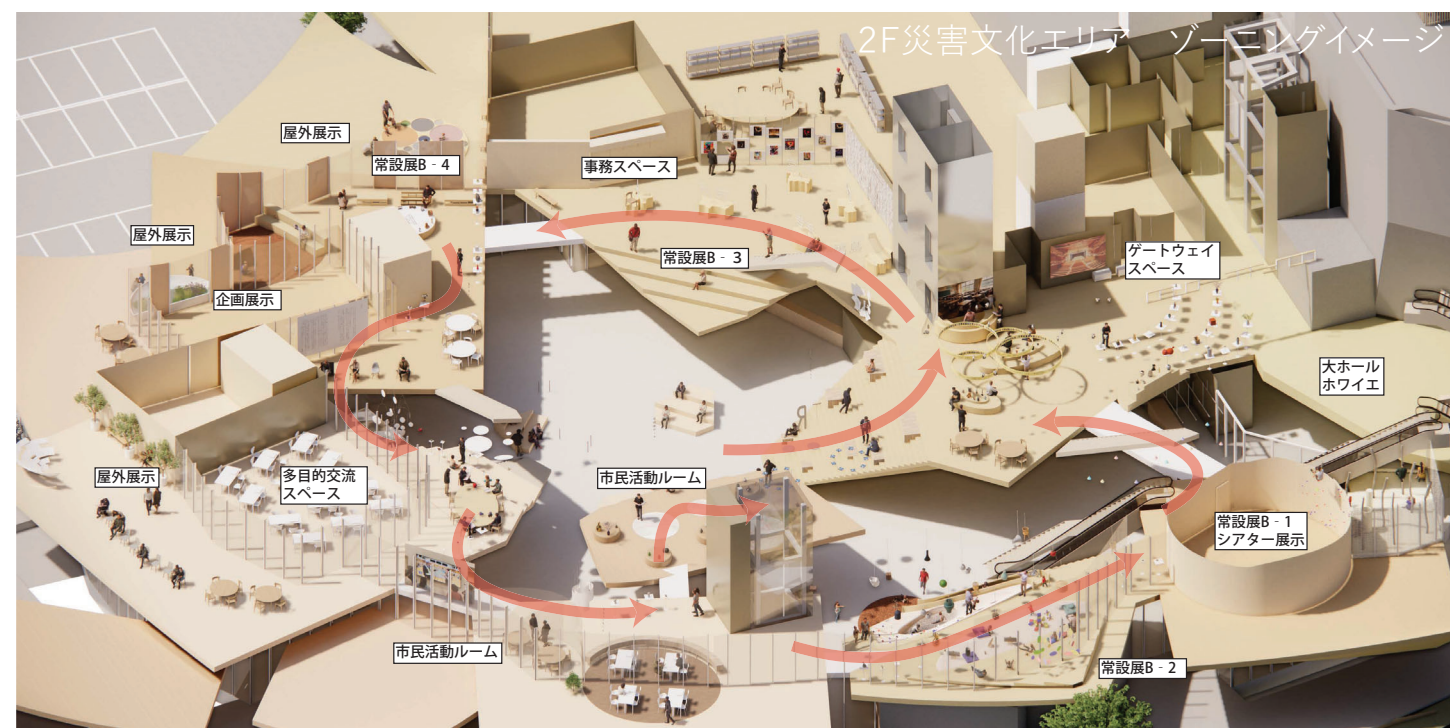 2F災害文化エリア　ゾーニングイメージ
屋外展示
常設展B‐4
事務スペース
屋外展示
常設展B‐3
ゲートウェイ
スペース
企画展示
大ホール
ホワイエ
屋外展示
多目的交流
スペース
市民活動ルーム
常設展B‐1
シアター展示
市民活動ルーム
常設展B‐2